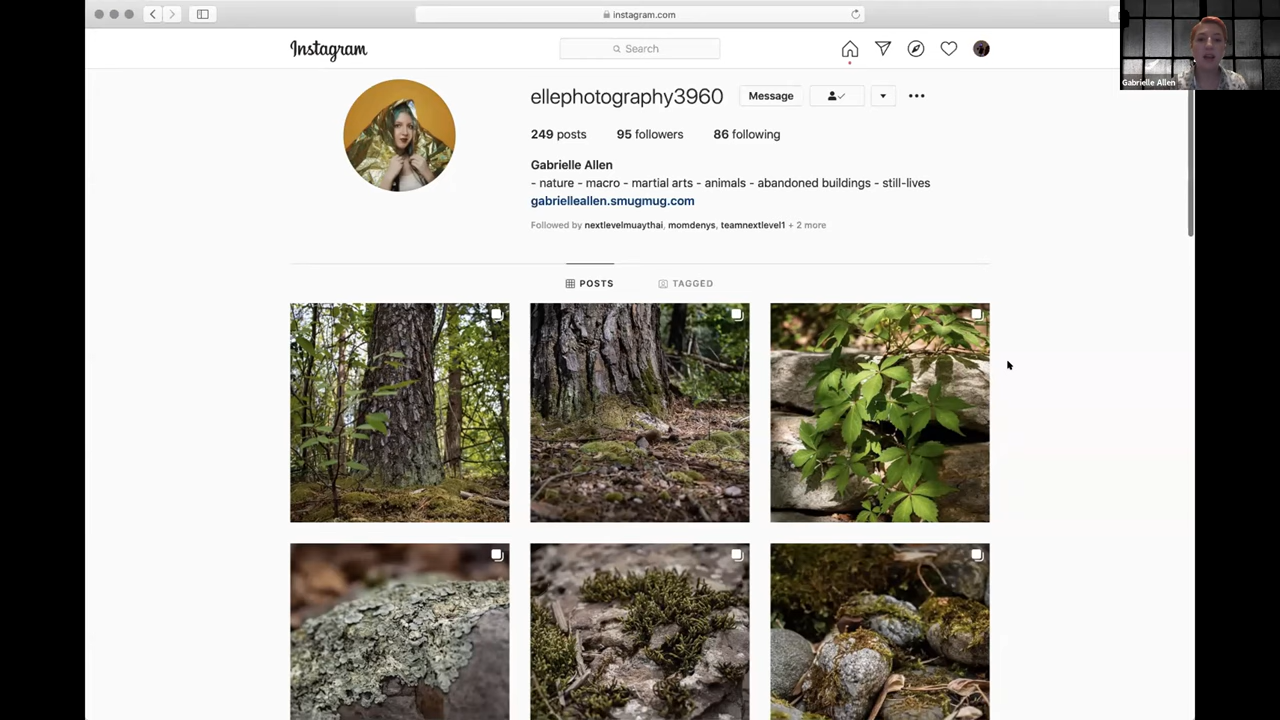 instagram.com
Instagram
Search
Gabrielle Allen
ellephotography3960
Message
249 posts 95 followers 86 following
Gabrielle Allen
- nature - macro - martial arts - animals - abandoned buildings - still-lives
gabrielleallen.smugmug.com
Followed by nextlevelmuaythai, momdenys, teamnextlevel1 + 2 more
POSTS TAGGED